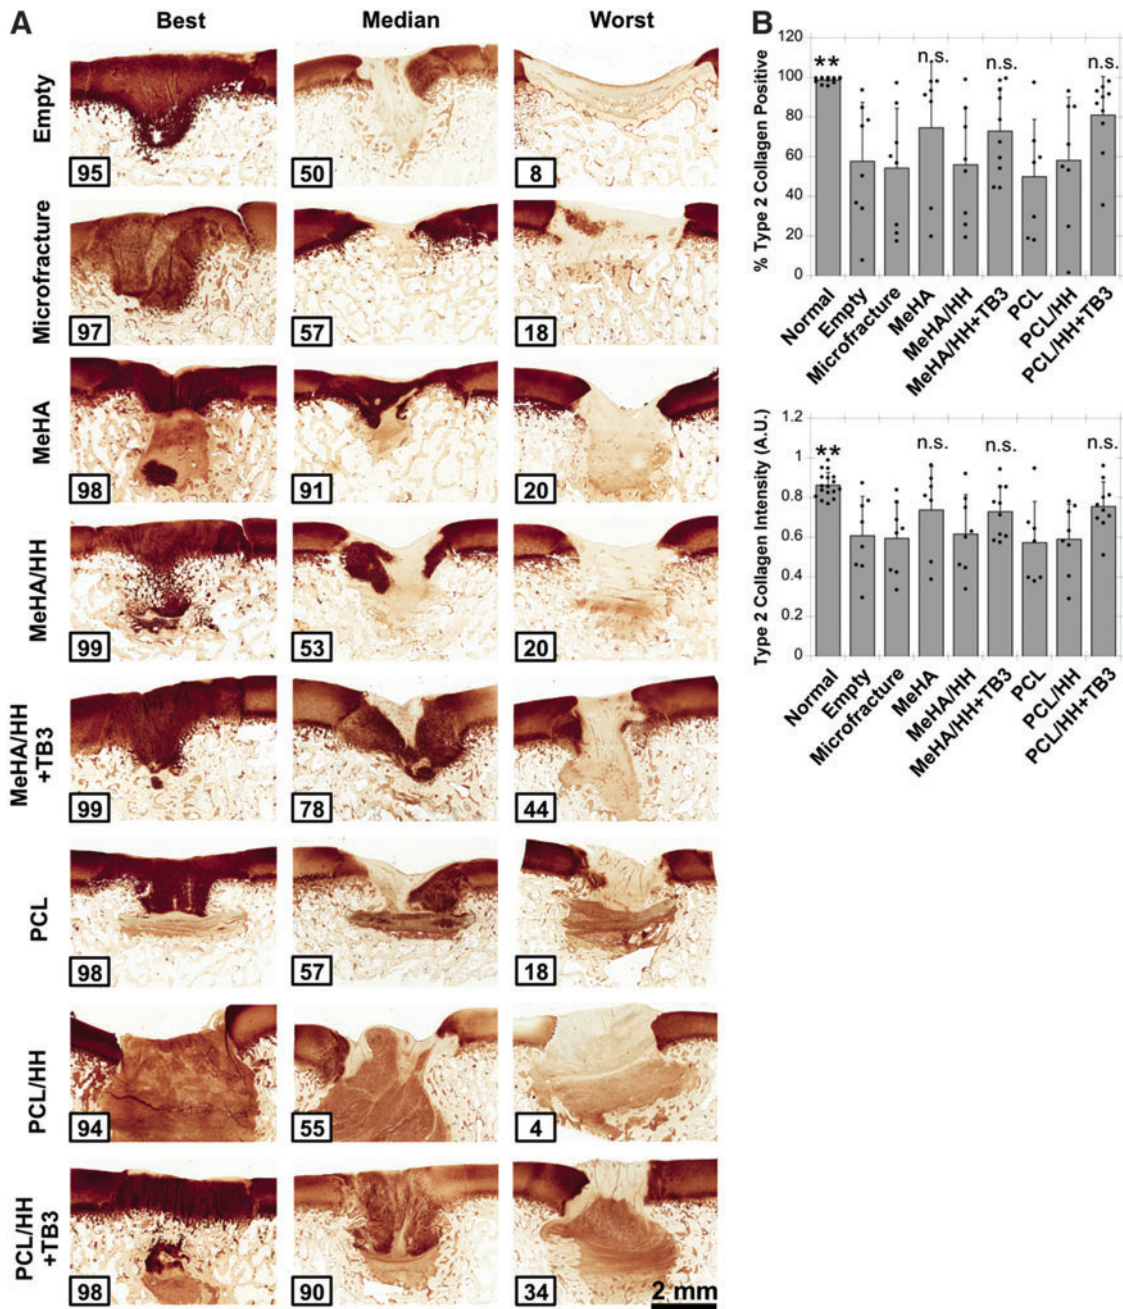 A
Best Median Worst
Empty
95 50 8
Microfracture
97 57 18
MeHA
98 91 20
MeHA/HH
99 53 20
MeHA/HH
+TB3
99 78 44
PCL
98 57 18
PCL/HH
94 55 4
PCL/HH
+TB3
98 90 34
2 mm
B
% Type 2 Collagen Positive
120
100
80
60
40
20
0
** n.s. n.s. n.s.
Normal
Empty
Microfracture
MeHA
MeHA/HH
MeHA/HH+TB3
PCL
PCL/HH
PCL/HH+TB3
Type 2 Collagen Intensity (A.U.)
1.2
1
0.8
0.6
0.4
0.2
0
** n.s. n.s. n.s.
Normal
Empty
Microfracture
MeHA
MeHA/HH
MeHA/HH+TB3
PCL
PCL/HH
PCL/HH+TB3